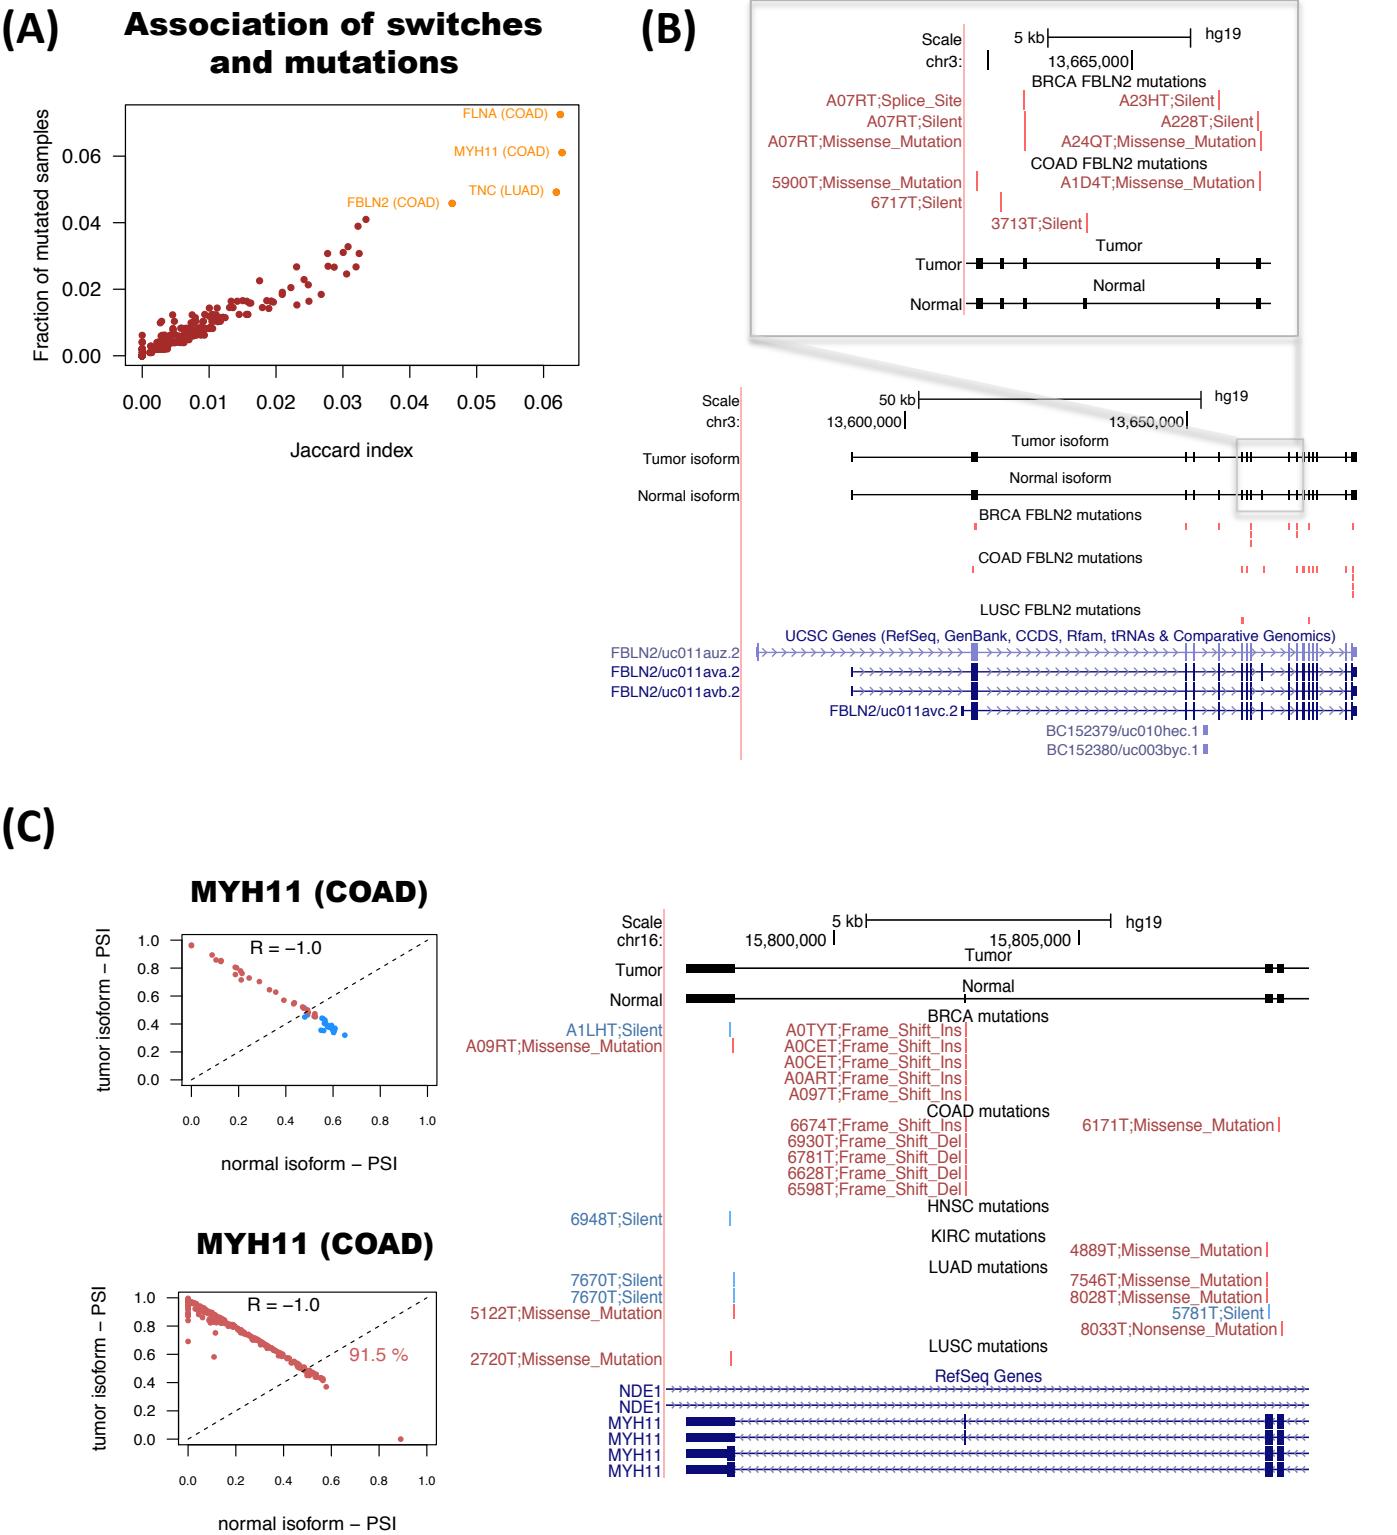 (A)
Association of switches
and mutations
Fraction of mutated samples
0.06
0.04
0.02
0.00
FLNA (COAD)
MYH11 (COAD)
TNC (LUAD)
FBLN2 (COAD)
0.00 0.01 0.02 0.03 0.04 0.05 0.06
Jaccard index
(B)
Scale 5 kb hg19
chr3: 13,665,000
BRCA FBLN2 mutations
A07RT;Splice_Site A23HT;Silent
A07RT;Silent A228T;Silent
A07RT;Missense_Mutation A24QT;Missense_Mutation
COAD FBLN2 mutations
5900T;Missense_Mutation A1D4T;Missense_Mutation
6717T;Silent
3713T;Silent
Tumor
Tumor
Normal
Normal
Scale 50 kb hg19
chr3: 13,600,000 13,650,000
Tumor isoform
Tumor isoform
Normal isoform
Normal isoform
BRCA FBLN2 mutations
COAD FBLN2 mutations
LUSC FBLN2 mutations
UCSC Genes (RefSeq, GenBank, CCDS, Rfam, tRNAs & Comparative Genomics)
FBLN2/uc011auz.2
FBLN2/uc011ava.2
FBLN2/uc011avb.2
FBLN2/uc011avc.2
BC152379/uc010hec.1
BC152380/uc003byc.1
(C)
MYH11 (COAD)
tumor isoform – PSI
1.0
0.8
0.6
0.4
0.2
0.0
R = −1.0
0.0 0.2 0.4 0.6 0.8 1.0
normal isoform – PSI
MYH11 (COAD)
tumor isoform – PSI
1.0
0.8
0.6
0.4
0.2
0.0
R = −1.0
91.5 %
0.0 0.2 0.4 0.6 0.8 1.0
normal isoform – PSI
Scale 5 kb hg19
chr16: 15,800,000 15,805,000
Tumor
Tumor
Normal
Normal
BRCA mutations
A1LHT;Silent A0TYT;Frame_Shift_Ins
A09RT;Missense_Mutation A0CET;Frame_Shift_Ins
A0CET;Frame_Shift_Ins
A0ART;Frame_Shift_Ins
A097T;Frame_Shift_Ins
COAD mutations
6674T;Frame_Shift_Ins 6171T;Missense_Mutation
6930T;Frame_Shift_Del
6781T;Frame_Shift_Del
6628T;Frame_Shift_Del
6598T;Frame_Shift_Del
HNSC mutations
6948T;Silent
KIRC mutations
4889T;Missense_Mutation
LUAD mutations
7670T;Silent 7546T;Missense_Mutation
7670T;Silent 8028T;Missense_Mutation
5122T;Missense_Mutation 5781T;Silent
8033T;Nonsense_Mutation
LUSC mutations
2720T;Missense_Mutation
RefSeq Genes
NDE1
NDE1
MYH11
MYH11
MYH11
MYH11